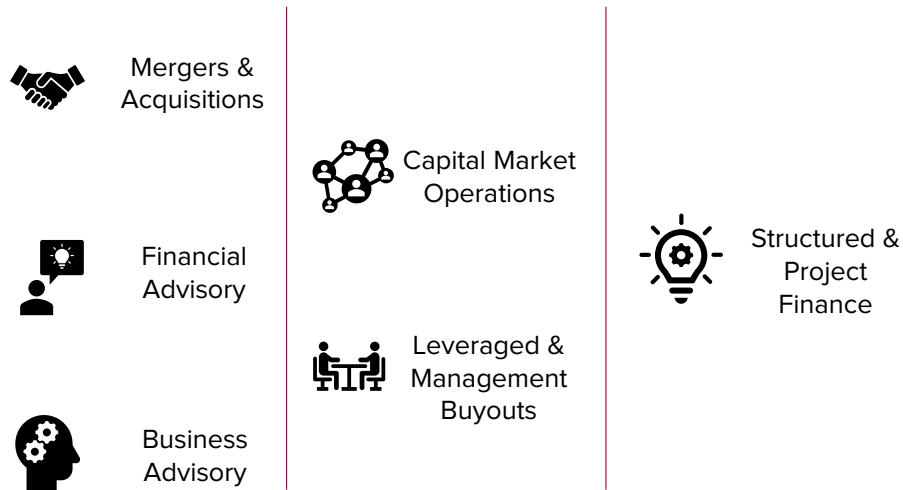 Mergers &
Acquisitions
Financial
Advisory
Business
Advisory
Capital Market
Operations
Leveraged &
Management
Buyouts
Structured &
Project
Finance